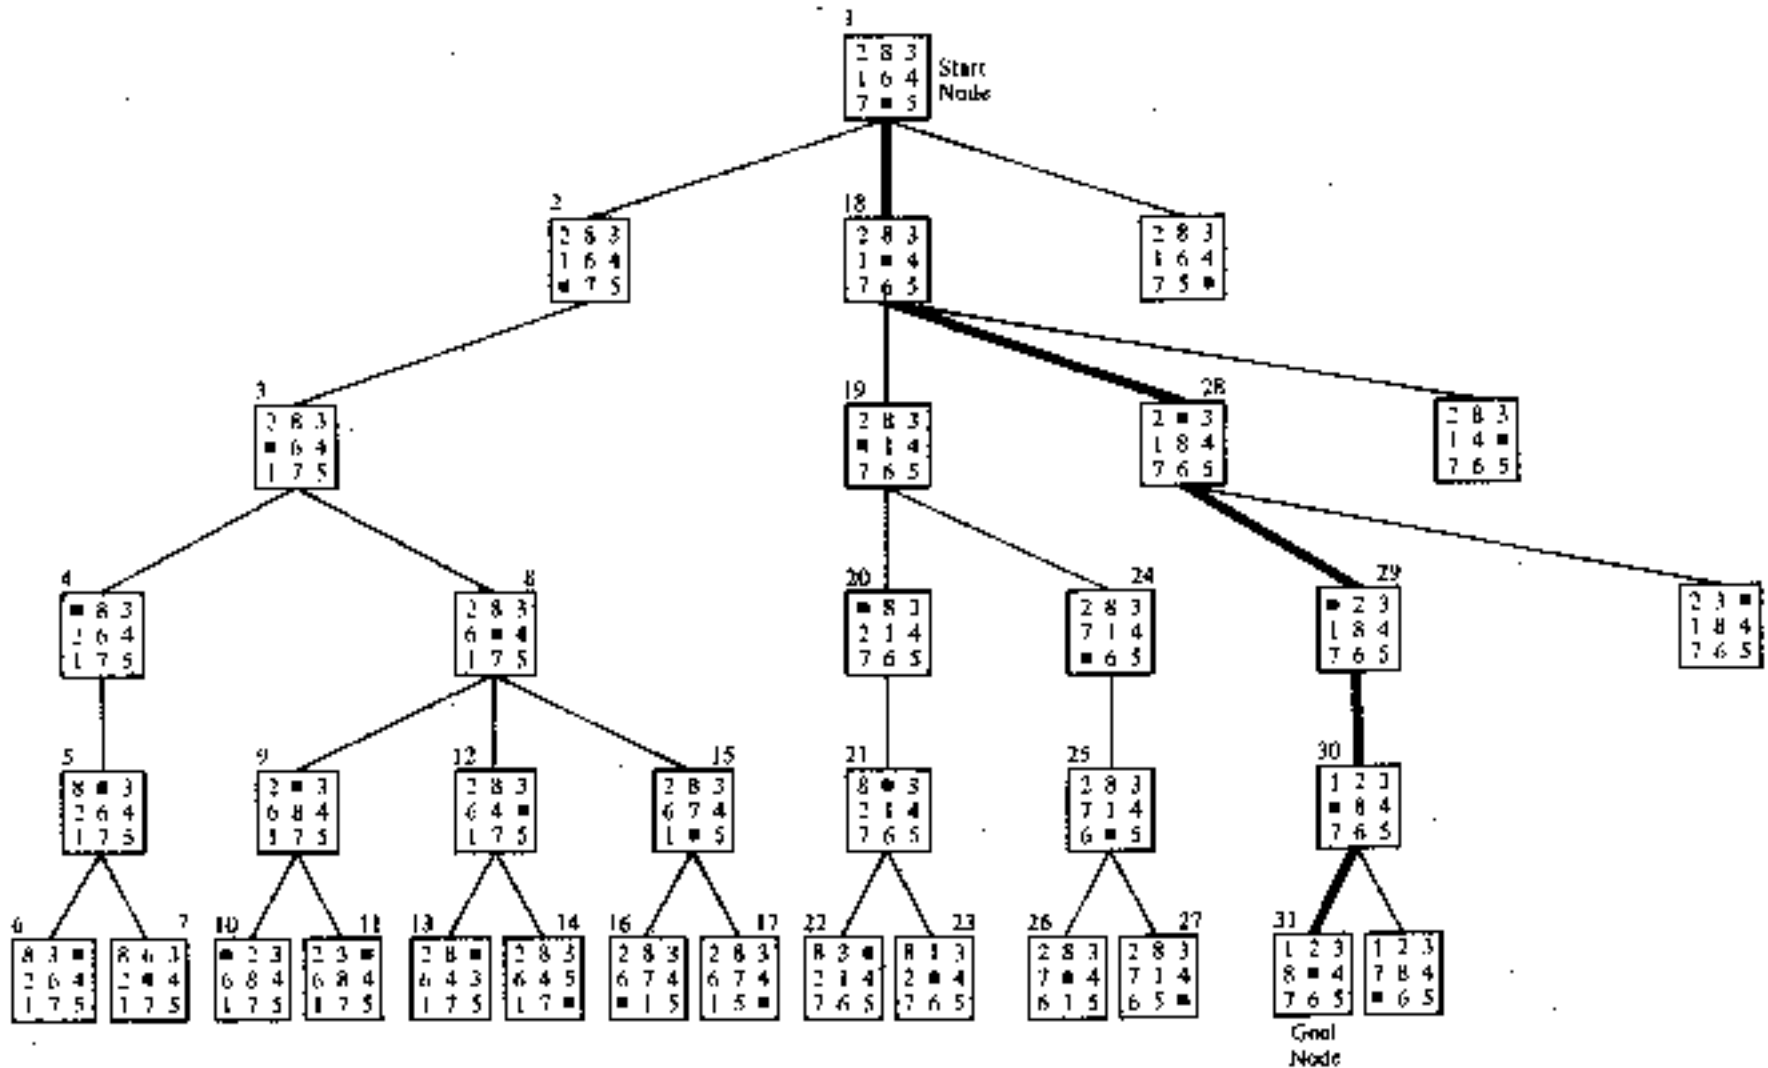 1
2 8 3
1 6 4
7 ■ 5
Start
Node
2
2 8 3
1 6 4
■ 7 5
18
2 8 3
1 ■ 4
7 6 5
2 8 3
1 6 4
7 5 ■
3
2 8 3
■ 6 4
1 7 5
19
2 8 3
■ 1 4
7 6 5
28
2 ■ 3
1 8 4
7 6 5
2 8 3
1 4 ■
7 6 5
4
■ 8 3
2 6 4
1 7 5
8
2 8 3
6 ■ 4
1 7 5
20
■ 8 3
2 1 4
7 6 5
24
2 8 3
7 1 4
■ 6 5
29
■ 2 3
1 8 4
7 6 5
2 3 ■
1 8 4
7 6 5
5
8 ■ 3
2 6 4
1 7 5
9
2 ■ 3
6 8 4
1 7 5
12
2 8 3
6 4 ■
1 7 5
15
2 8 3
6 7 4
1 ■ 5
21
8 ■ 3
2 1 4
7 6 5
25
2 8 3
7 1 4
6 ■ 5
30
1 2 3
■ 8 4
7 6 5
6
8 3 ■
2 6 4
1 7 5
7
8 6 3
2 ■ 4
1 7 5
10
■ 2 3
6 8 4
1 7 5
11
2 3 ■
6 8 4
1 7 5
13
2 8 ■
6 4 3
1 7 5
14
2 8 3
6 4 5
1 7 ■
16
2 8 3
6 7 4
■ 1 5
17
2 8 3
6 7 4
1 5 ■
22
8 3 ■
2 1 4
7 6 5
23
8 1 3
2 ■ 4
7 6 5
26
2 8 3
7 ■ 4
6 1 5
27
2 8 3
7 1 4
6 5 ■
31
1 2 3
8 ■ 4
7 6 5
Goal
Node
1 2 3
7 8 4
■ 6 5